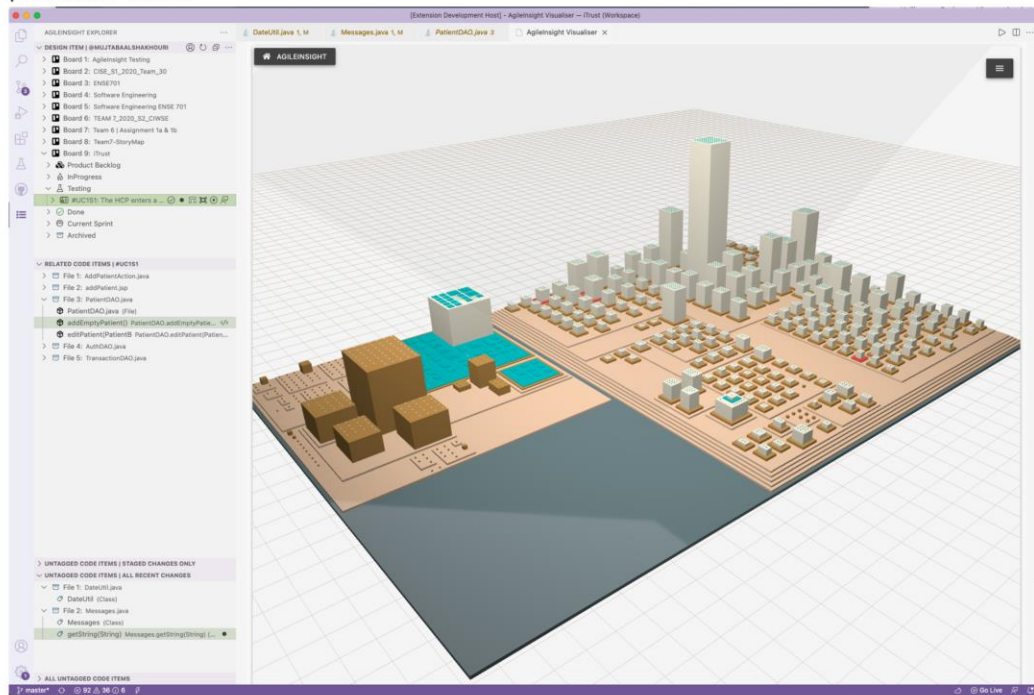 [Extension Development Host] - AgileInsight Visualiser — iTrust (Workspace)
AGILEINSIGHT EXPLORER
DateUtil.java 1, M
Messages.java 1, M
PatientDAO.java 3
AgileInsight Visualiser
DESIGN ITEM | @MUJTABAALSHAKHOURI
Board 1: AgileInsight Testing
Board 2: CISE_S1_2020_Team_30
Board 3: ENSE701
Board 4: Software Engineering
Board 5: Software Engineering ENSE 701
Board 6: TEAM 7_2020_S2_CIWSE
Board 7: Team 6 | Assignment 1a & 1b
Board 8: Team7-StoryMap
Board 9: iTrust
Product Backlog
InProgress
Testing
#UC1S1: The HCP enters a ...
Done
Current Sprint
Archived
RELATED CODE ITEMS | #UC1S1
File 1: AddPatientAction.java
File 2: addPatient.jsp
File 3: PatientDAO.java
PatientDAO.java (File)
addEmptyPatient() PatientDAO.addEmptyPatie...
editPatient(PatientB PatientDAO.editPatient(Patien...
File 4: AuthDAO.java
File 5: TransactionDAO.java
UNTAGGED CODE ITEMS | STAGED CHANGES ONLY
UNTAGGED CODE ITEMS | ALL RECENT CHANGES
File 1: DateUtil.java
DateUtil (Class)
File 2: Messages.java
Messages (Class)
getString(String) Messages.getString(String) (...
ALL UNTAGGED CODE ITEMS
AGILEINSIGHT
master* 92 36 6
Go Live